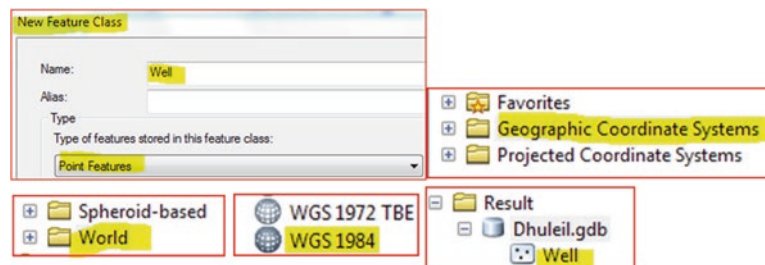 New Feature Class
Name:
Well
Alias:
Type
Type of features stored in this feature class:
Point Features
Favorites
Geographic Coordinate Systems
Projected Coordinate Systems
Spheroid-based
World
WGS 1972 TBE
WGS 1984
Result
Dhuleil.gdb
Well